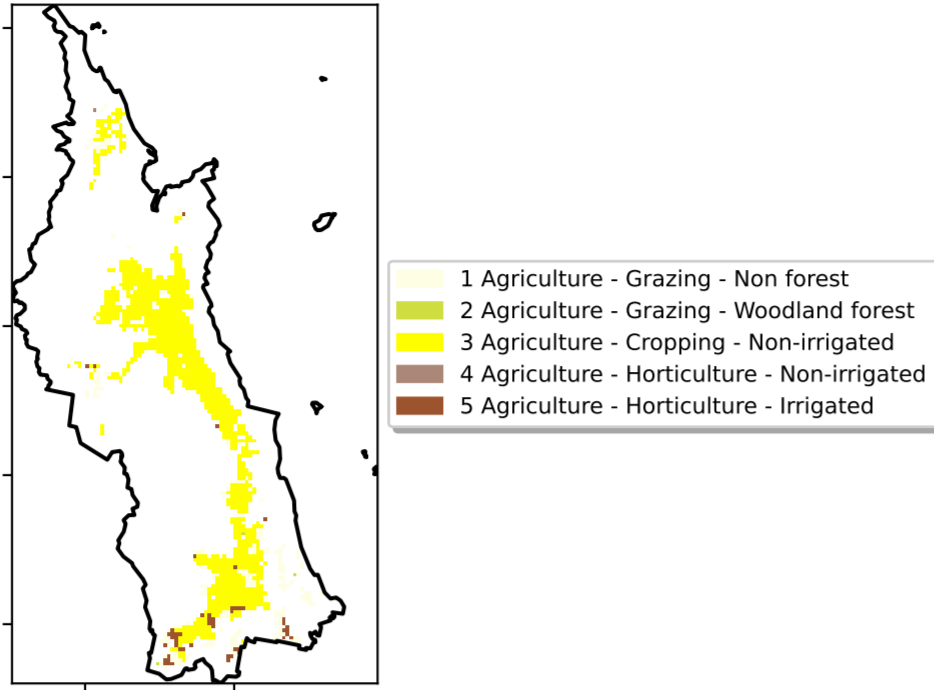 1 Agriculture - Grazing - Non forest
2 Agriculture - Grazing - Woodland forest
3 Agriculture - Cropping - Non-irrigated
4 Agriculture - Horticulture - Non-irrigated
5 Agriculture - Horticulture - Irrigated